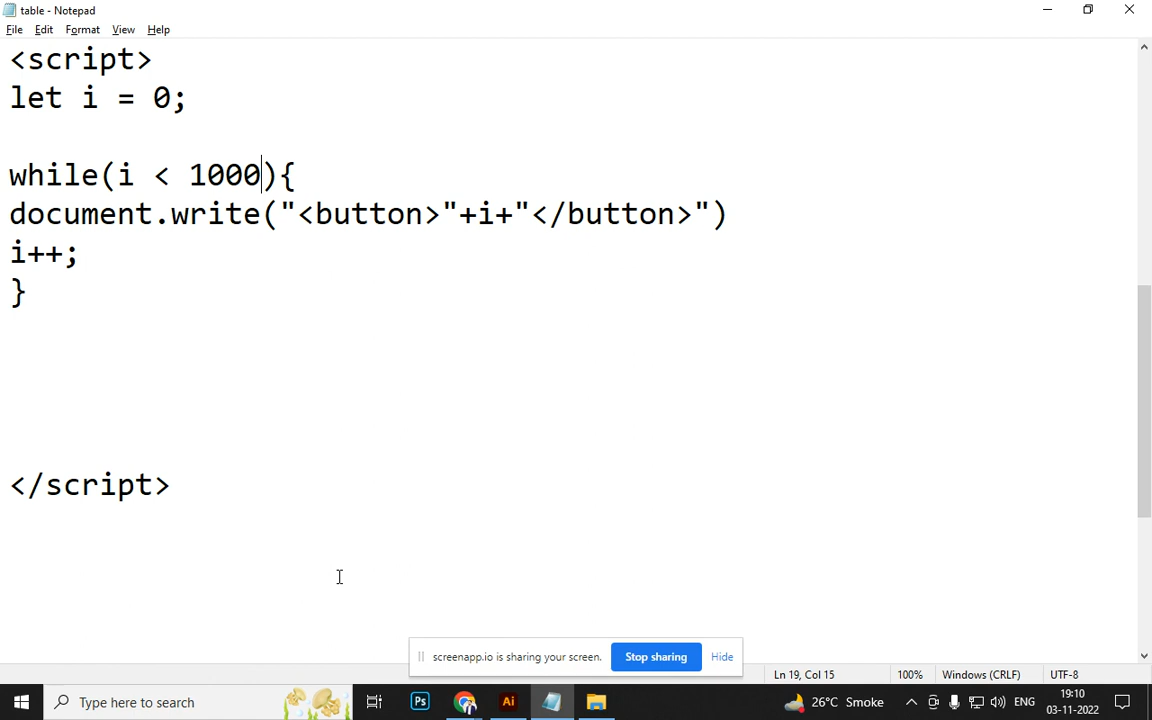 table - Notepad
File Edit Format View Help
<script>
let i = 0;
while(i < 1000){
document.write("<button>"+i+"</button>")
i++;
}
</script>
screenapp.io is sharing your screen. Stop sharing Hide
Ln 19, Col 15 100% Windows (CRLF) UTF-8
Type here to search Ps Ai 26°C Smoke ENG 19:10
03-11-2022